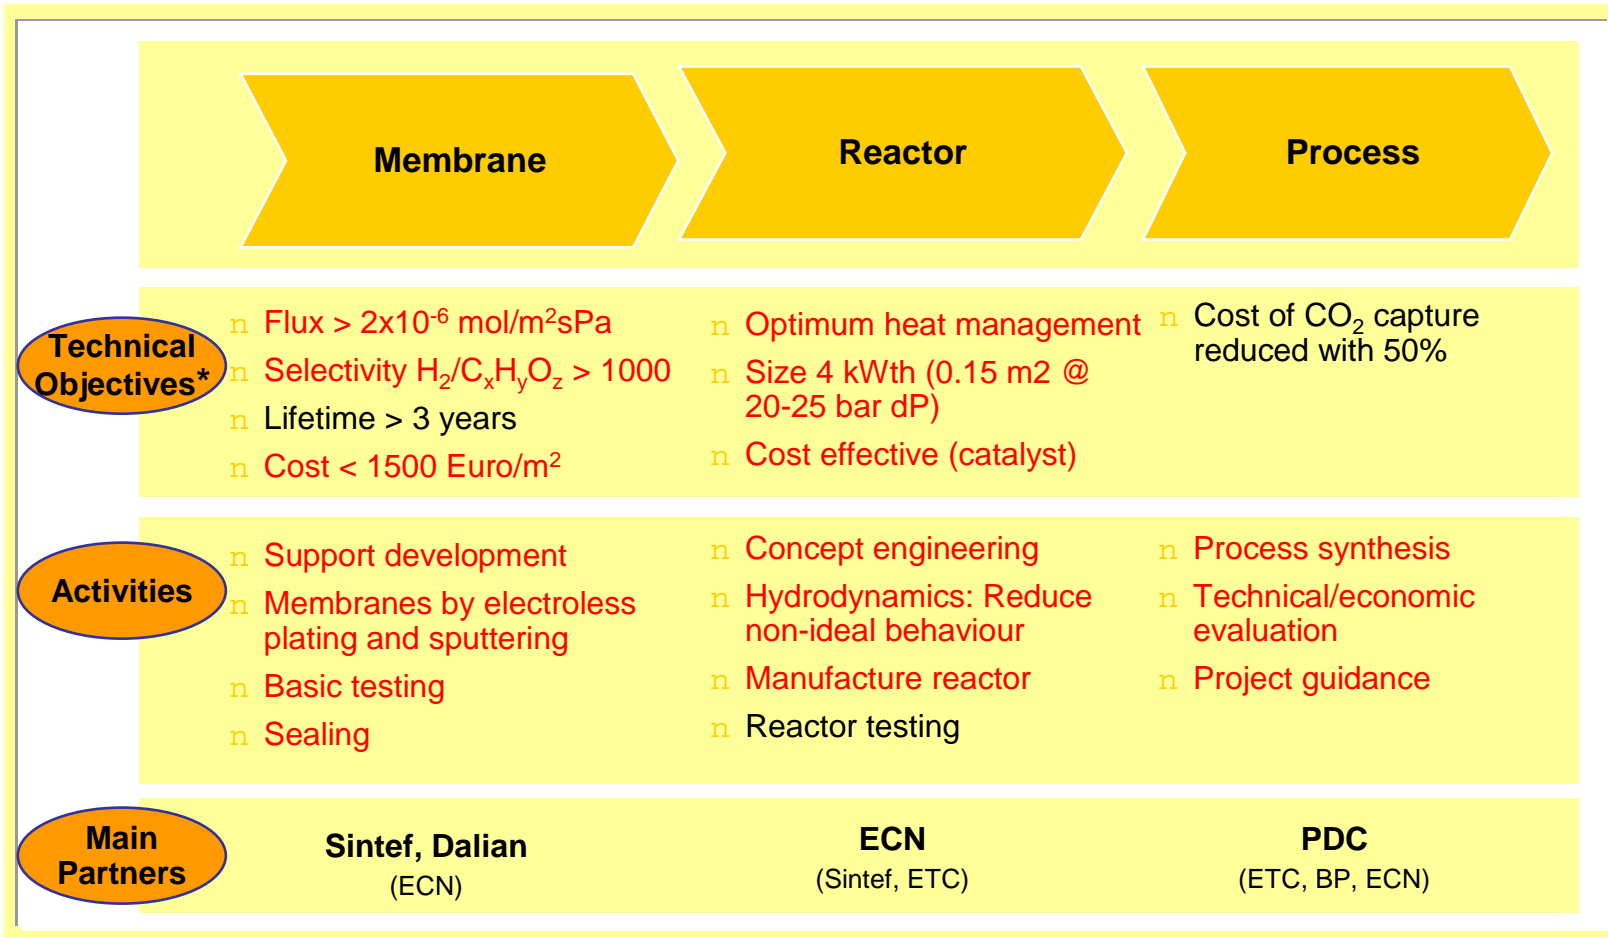 Membrane
Reactor
Process
Technical
Objectives*
n Flux > 2x10⁻⁶ mol/m²sPa
n Selectivity H₂/CₓHᵧO_z > 1000
n Lifetime > 3 years
n Cost < 1500 Euro/m²
n Optimum heat management
n Size 4 kWth (0.15 m2 @
20-25 bar dP)
n Cost effective (catalyst)
n Cost of CO₂ capture
reduced with 50%
Activities
n Support development
n Membranes by electroless
plating and sputtering
n Basic testing
n Sealing
n Concept engineering
n Hydrodynamics: Reduce
non-ideal behaviour
n Manufacture reactor
n Reactor testing
n Process synthesis
n Technical/economic
evaluation
n Project guidance
Main
Partners
Sintef, Dalian
(ECN)
ECN
(Sintef, ETC)
PDC
(ETC, BP, ECN)